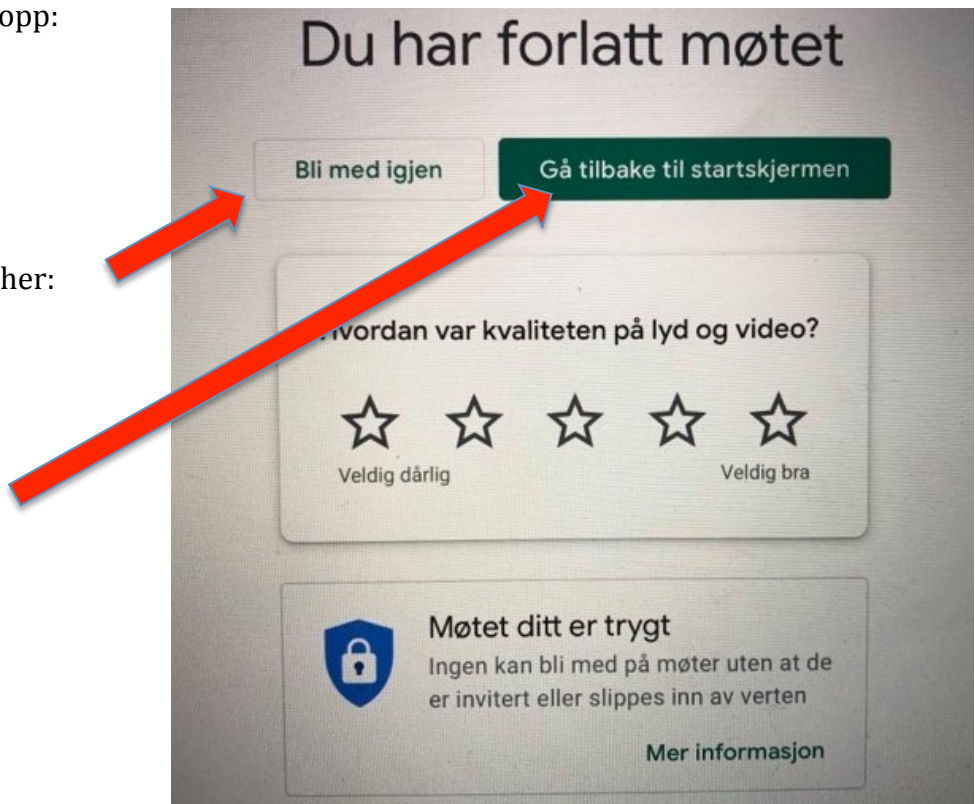 opp:
Du har forlatt møtet
Bli med igjen
Gå tilbake til startskjermen
her:
Hvordan var kvaliteten på lyd og video?
Veldig dårlig
Veldig bra
Møtet ditt er trygt
Ingen kan bli med på møter uten at de
er invitert eller slippes inn av verten
Mer informasjon